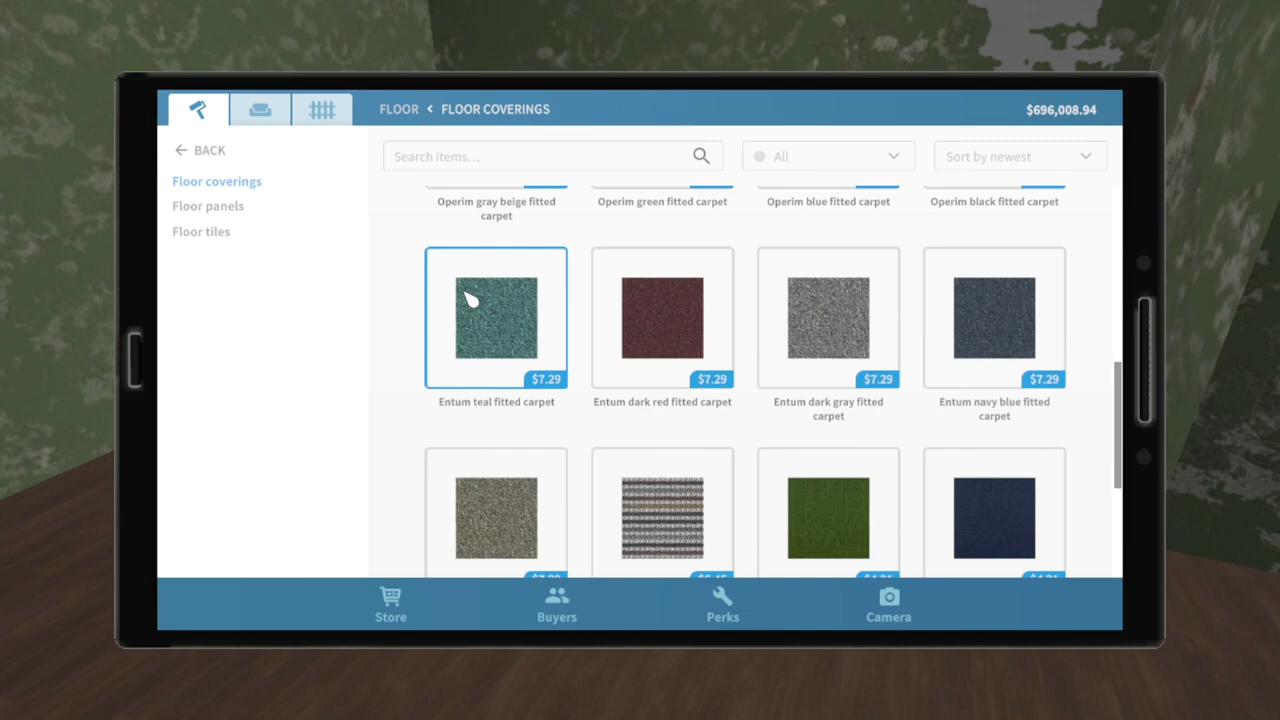 FLOOR < FLOOR COVERINGS
$696,008.94
BACK
Search items...
All
Sort by newest
Floor coverings
Floor panels
Floor tiles
Operim gray beige fitted
carpet
Operim green fitted carpet
Operim blue fitted carpet
Operim black fitted carpet
$7.29
$7.29
$7.29
$7.29
Entum teal fitted carpet
Entum dark red fitted carpet
Entum dark gray fitted
carpet
Entum navy blue fitted
carpet
Store
Buyers
Perks
Camera